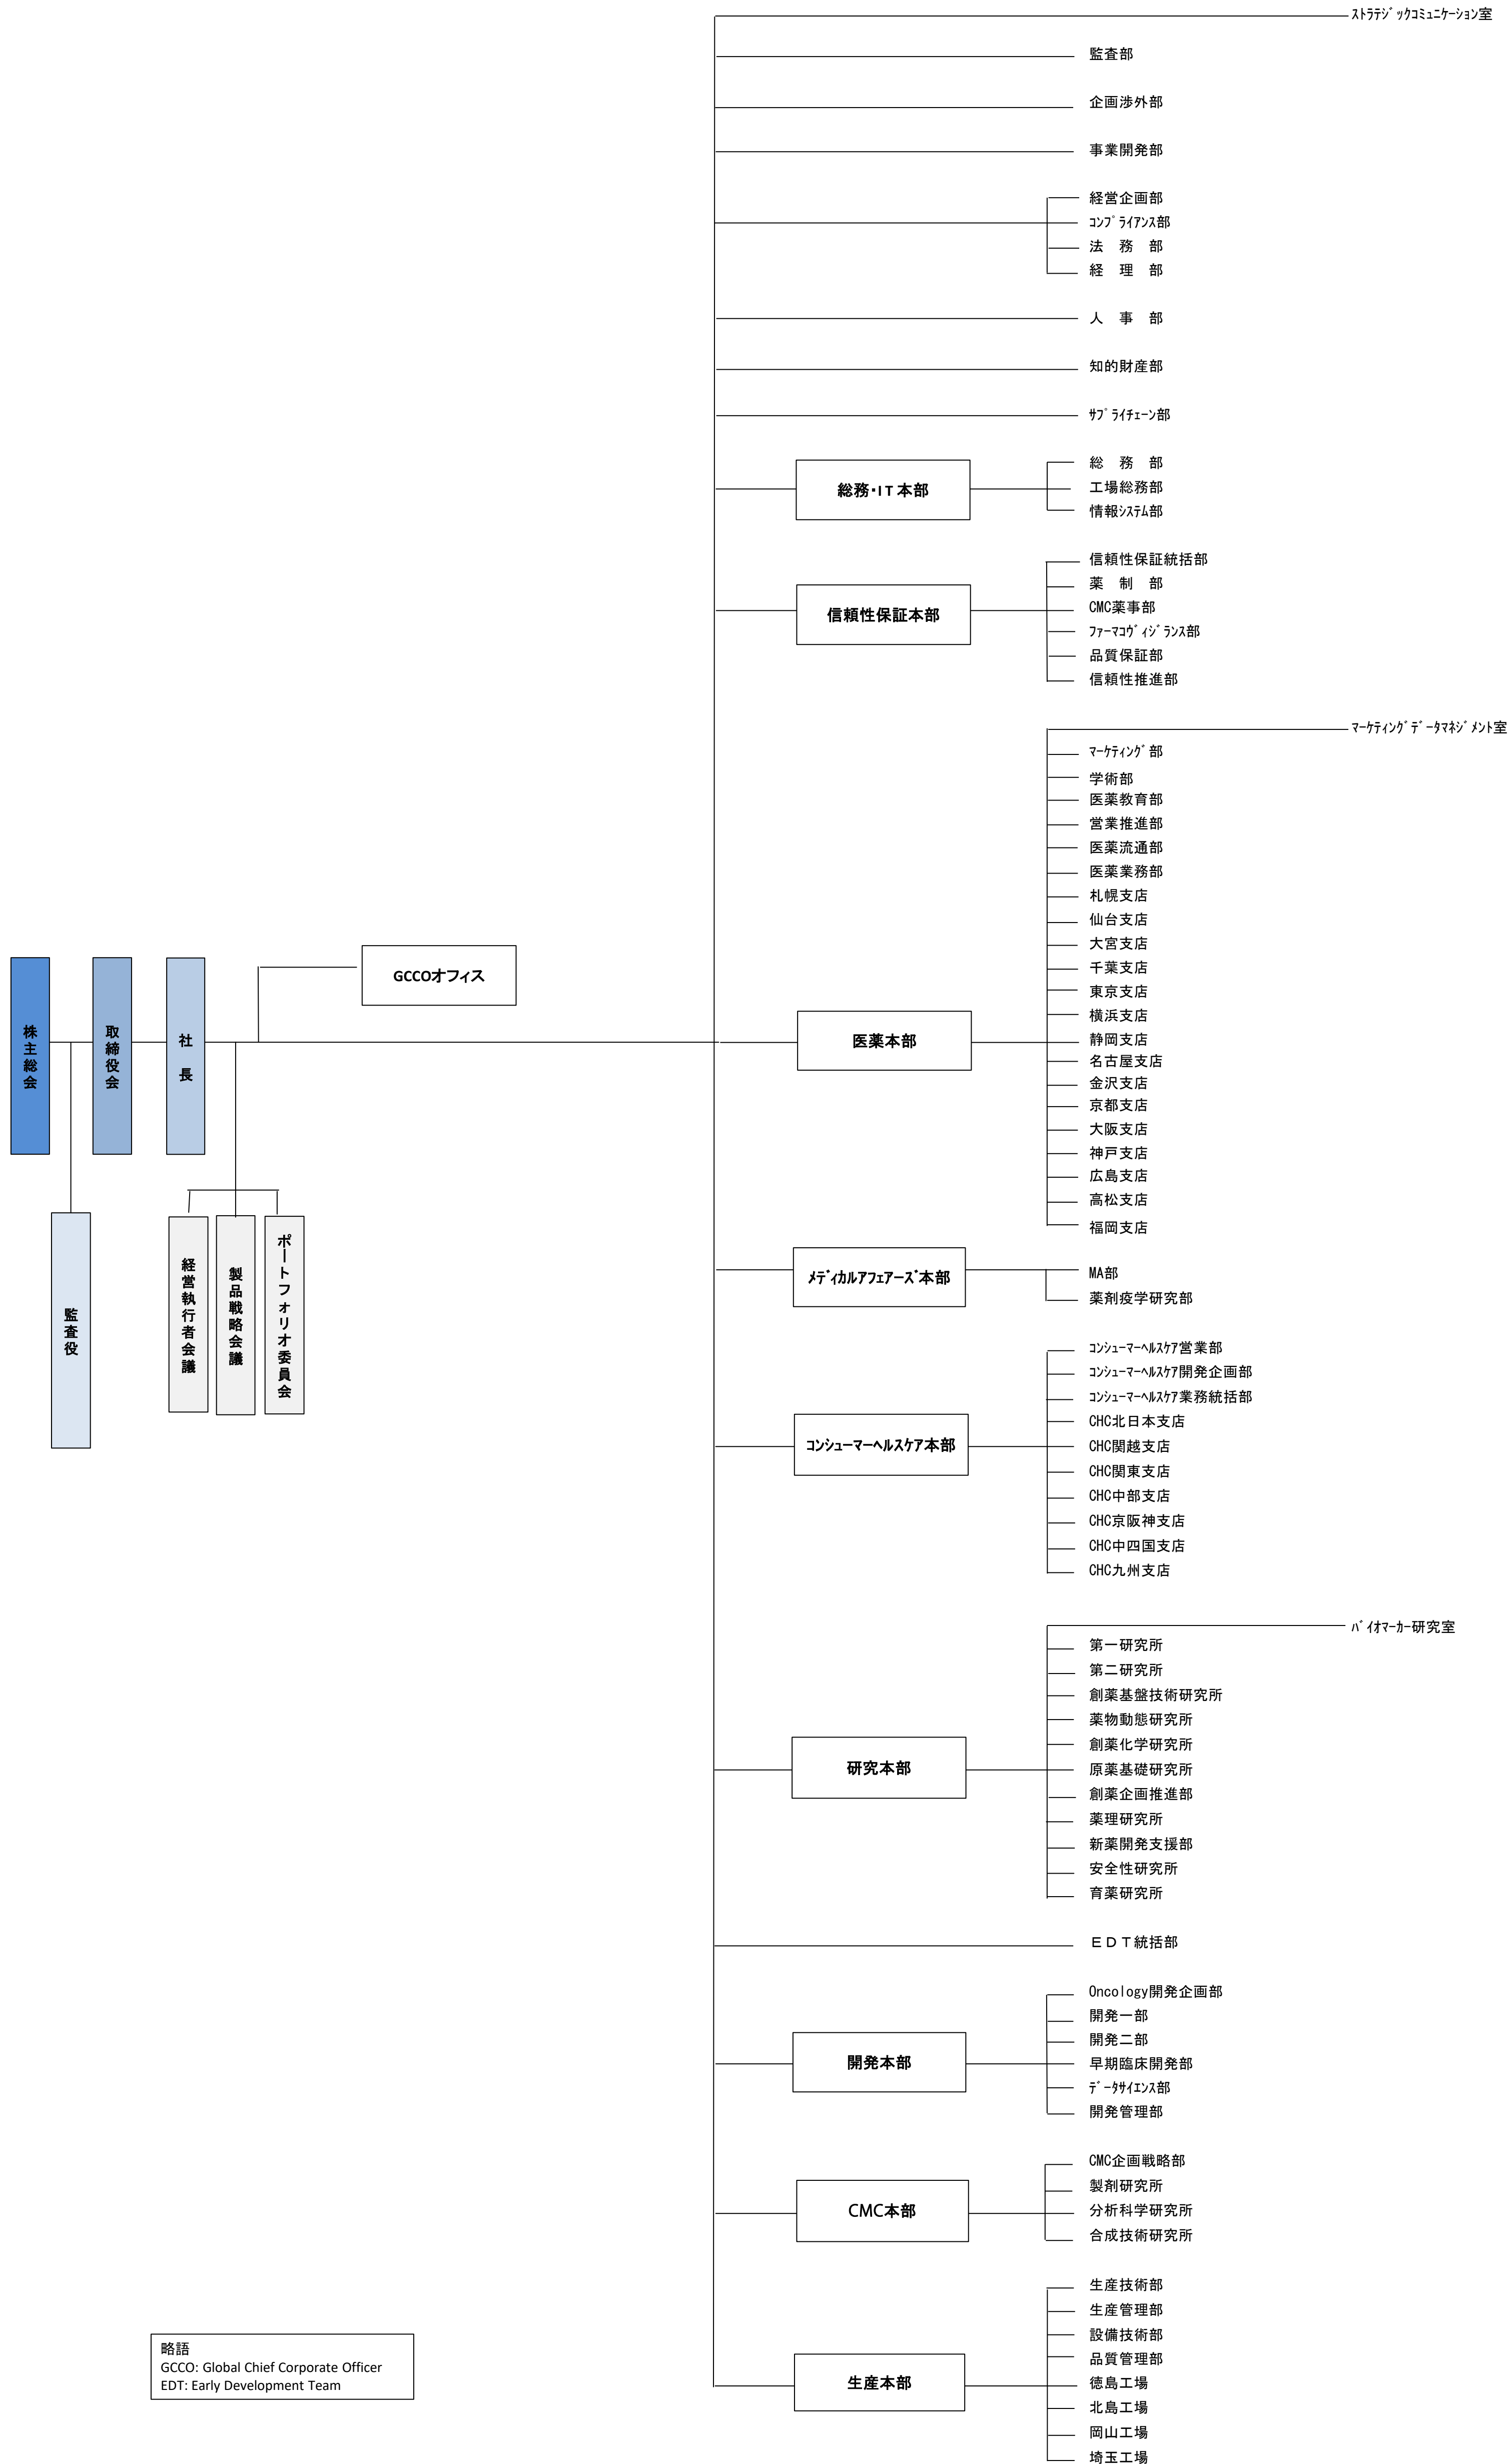 ｽﾄﾗﾃｼﾞｯｸｺﾐｭﾆｹｰｼｮﾝ室
監査部
企画渉外部
事業開発部
経営企画部
ｺﾝﾌﾟﾗｲｱﾝｽ部
法　務　部
経　理　部
人　事　部
知的財産部
ｻﾌﾟﾗｲﾁｪｰﾝ部
総務・IT本部
総　務　部
工場総務部
情報ｼｽﾃﾑ部
信頼性保証本部
信頼性保証統括部
薬　制　部
CMC薬事部
ﾌｧｰﾏｺｳﾞｨｼﾞﾗﾝｽ部
品質保証部
信頼性推進部
ﾏｰｹﾃｨﾝｸﾞﾃﾞｰﾀﾏﾈｼﾞﾒﾝﾄ室
ﾏｰｹﾃｨﾝｸﾞ部
学術部
医薬教育部
営業推進部
医薬流通部
医薬業務部
札幌支店
仙台支店
大宮支店
千葉支店
東京支店
横浜支店
静岡支店
名古屋支店
金沢支店
京都支店
大阪支店
神戸支店
広島支店
高松支店
福岡支店
医薬本部
GCCOオフィス
株主総会
取締役会
社長
監査役
経営執行者会議
製品戦略会議
ポートフォリオ委員会
ﾒﾃﾞｨｶﾙｱﾌｪｱｰｽﾞ本部
MA部
薬剤疫学研究部
ｺﾝｼｭｰﾏｰﾍﾙｽｹｱ本部
ｺﾝｼｭｰﾏｰﾍﾙｽｹｱ営業部
ｺﾝｼｭｰﾏｰﾍﾙｽｹｱ開発企画部
ｺﾝｼｭｰﾏｰﾍﾙｽｹｱ業務統括部
CHC北日本支店
CHC関越支店
CHC関東支店
CHC中部支店
CHC京阪神支店
CHC中四国支店
CHC九州支店
ﾊﾞｲｵﾏｰｶｰ研究室
研究本部
第一研究所
第二研究所
創薬基盤技術研究所
薬物動態研究所
創薬化学研究所
原薬基礎研究所
創薬企画推進部
薬理研究所
新薬開発支援部
安全性研究所
育薬研究所
ＥＤＴ統括部
開発本部
Oncology開発企画部
開発一部
開発二部
早期臨床開発部
ﾃﾞｰﾀｻｲｴﾝｽ部
開発管理部
CMC本部
CMC企画戦略部
製剤研究所
分析科学研究所
合成技術研究所
生産本部
生産技術部
生産管理部
設備技術部
品質管理部
徳島工場
北島工場
岡山工場
埼玉工場
略語
GCCO: Global Chief Corporate Officer
EDT: Early Development Team